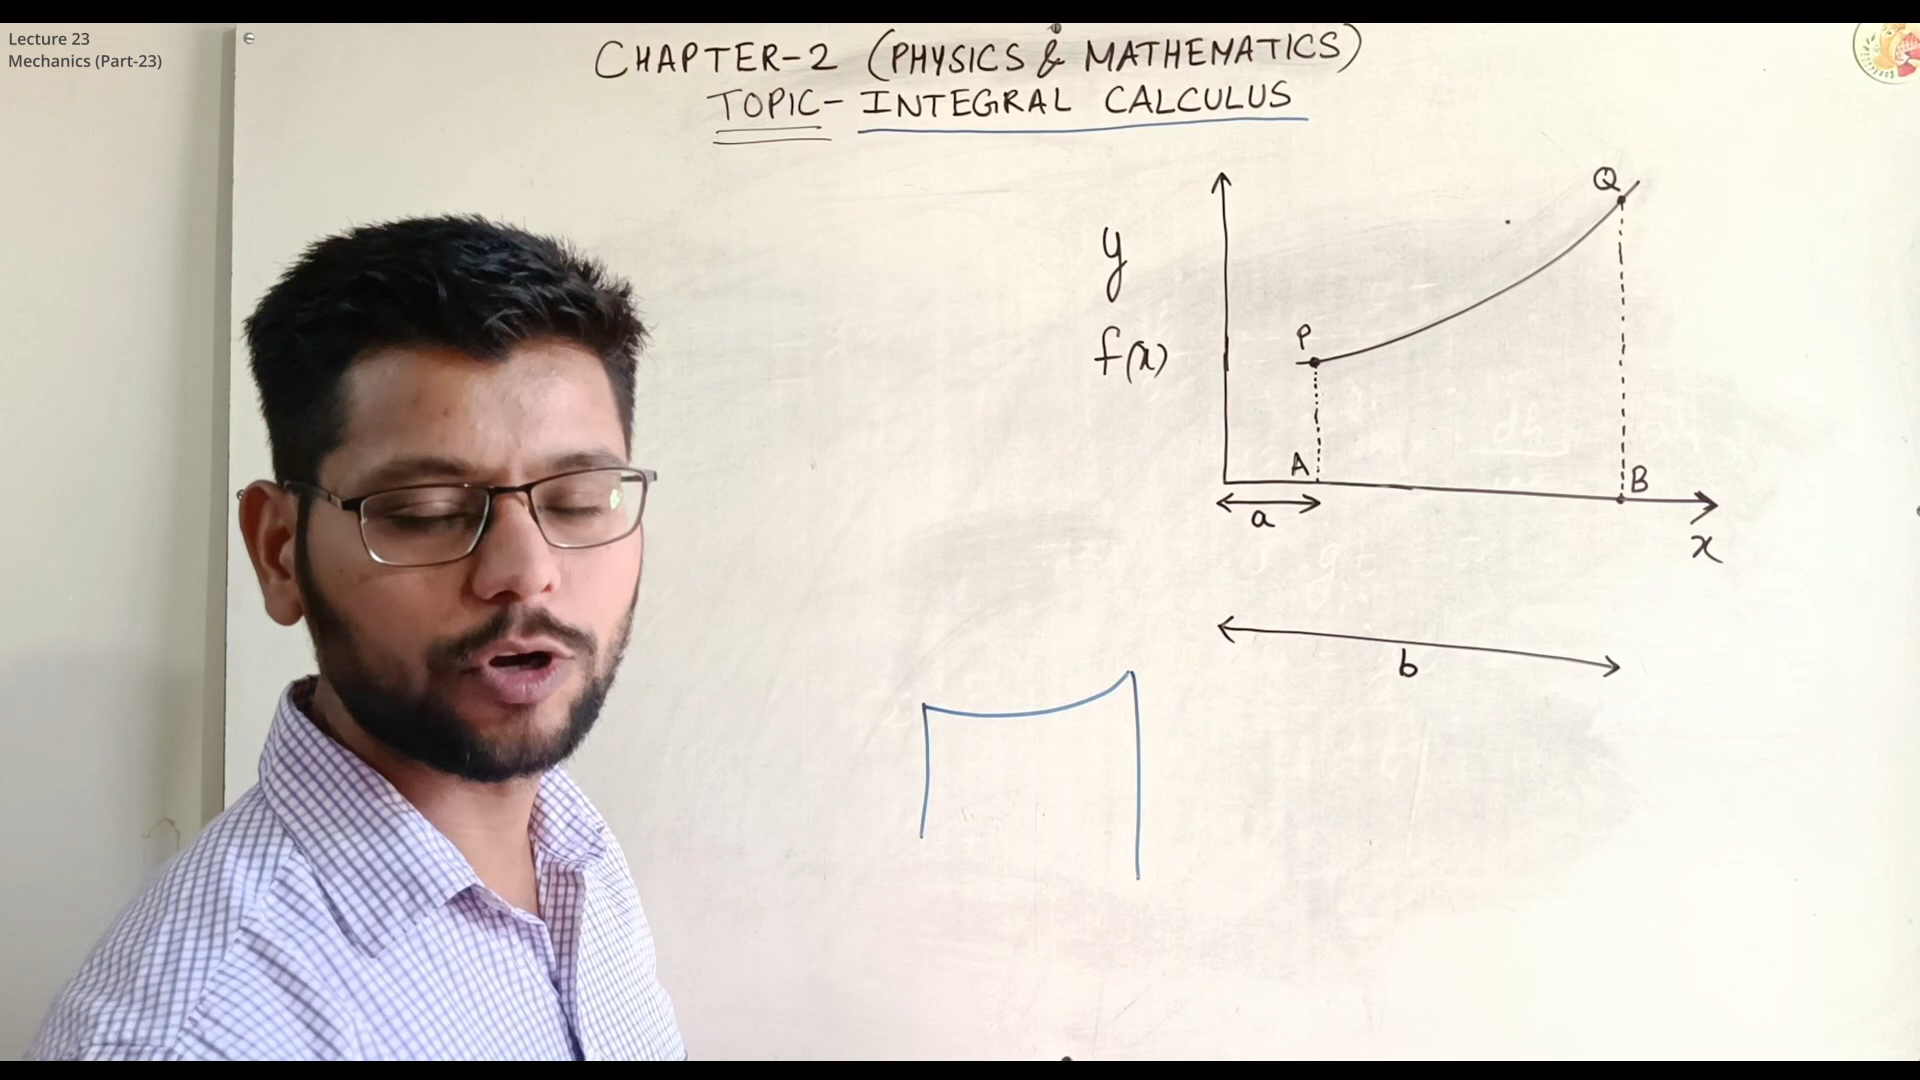 Lecture 23
Mechanics (Part-23)
CHAPTER-2 (PHYSICS & MATHEMATICS)
TOPIC- INTEGRAL CALCULUS
Q
y
P
f(x)
A
B
a
x
b